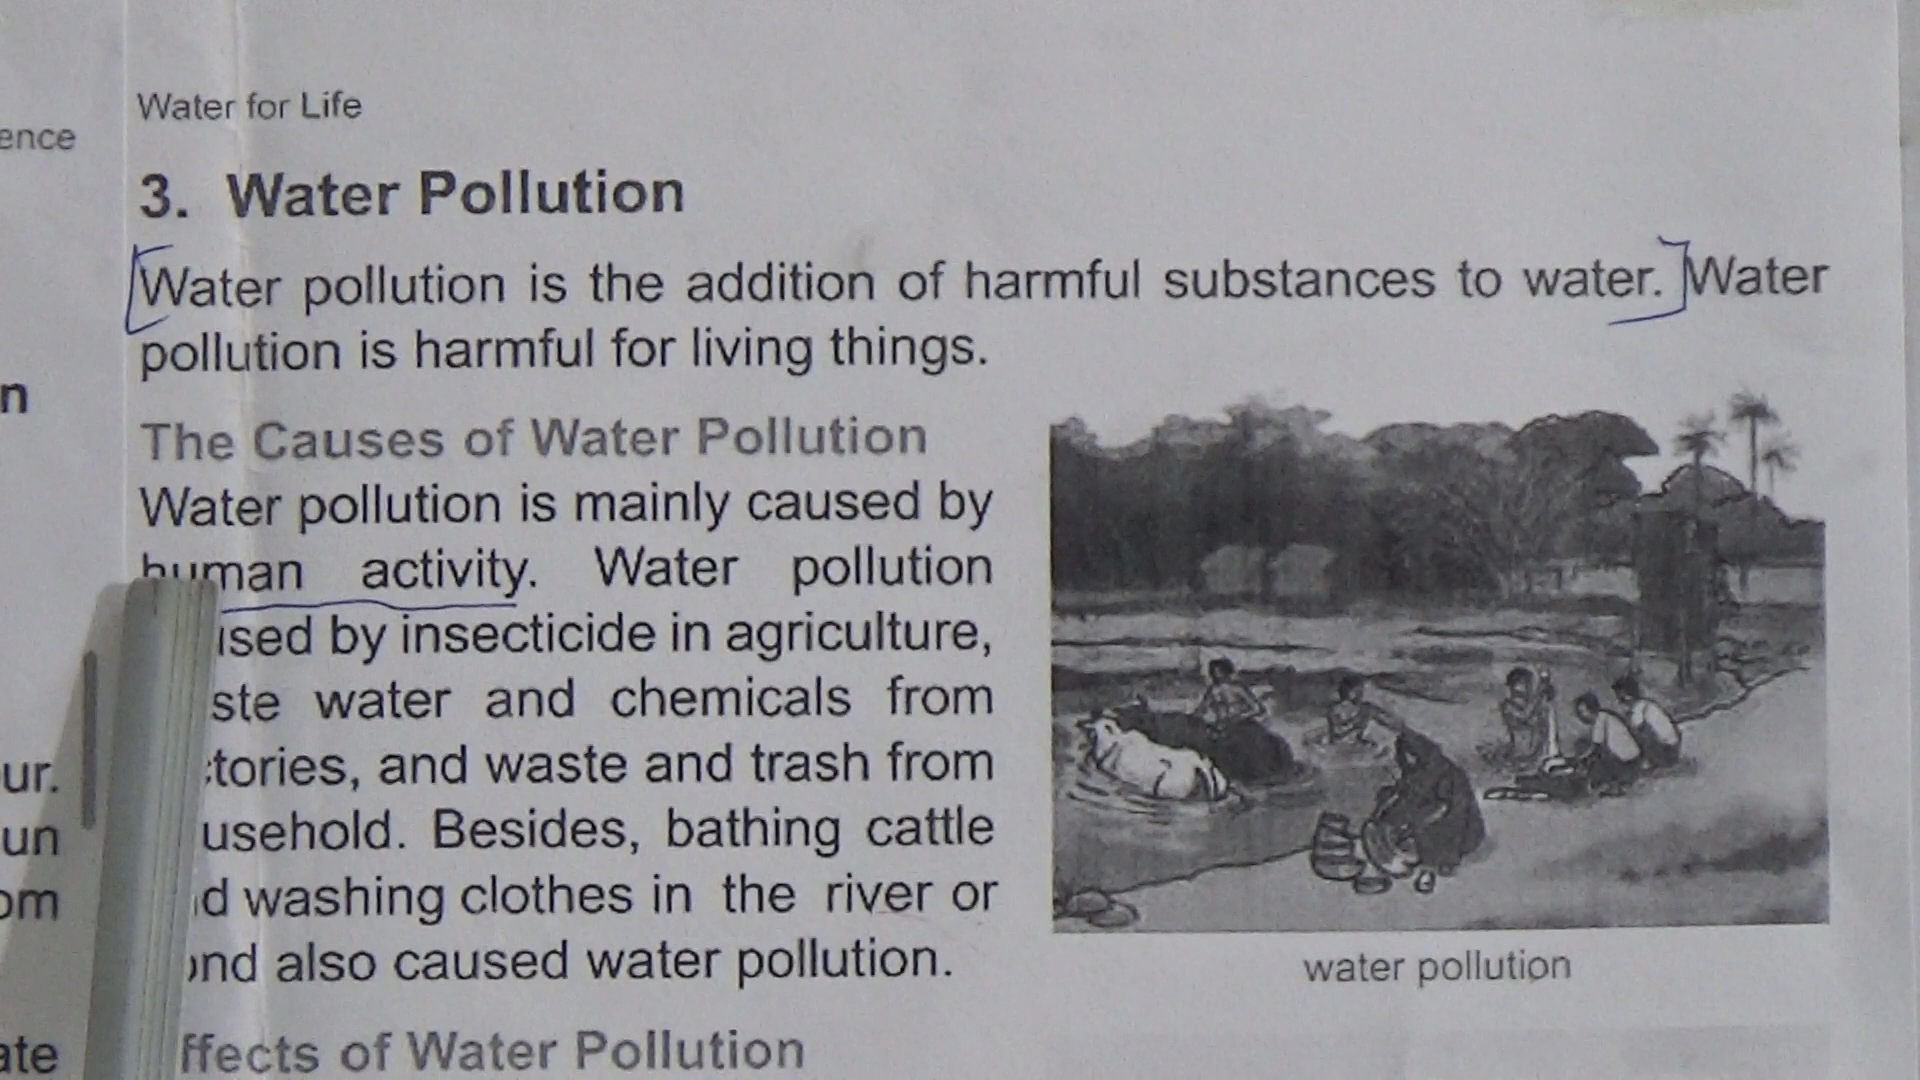 Water for Life
ence
3. Water Pollution
Water pollution is the addition of harmful substances to water. Water
pollution is harmful for living things.
n
The Causes of Water Pollution
Water pollution is mainly caused by
human activity. Water pollution
ised by insecticide in agriculture,
ste water and chemicals from
ctories, and waste and trash from
ur.
usehold. Besides, bathing cattle
un
d washing clothes in the river or
om
ond also caused water pollution.
water pollution
ffects of Water Pollution
ate